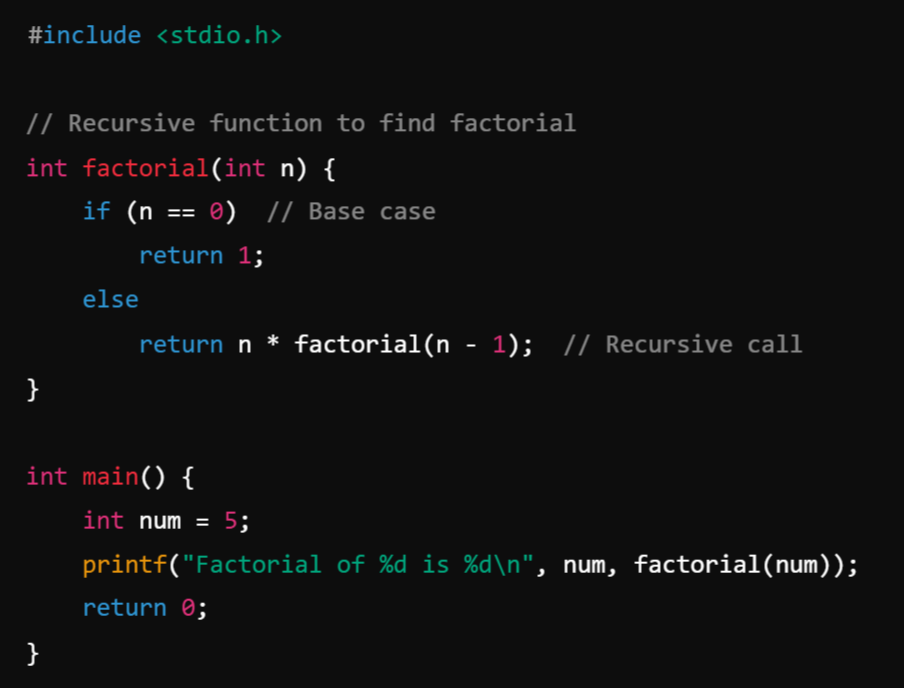 #include <stdio.h>
// Recursive function to find factorial
int factorial(int n) {
    if (n == 0)  // Base case
        return 1;
    else
        return n * factorial(n - 1);  // Recursive call
}
int main() {
    int num = 5;
    printf("Factorial of %d is %d\n", num, factorial(num));
    return 0;
}